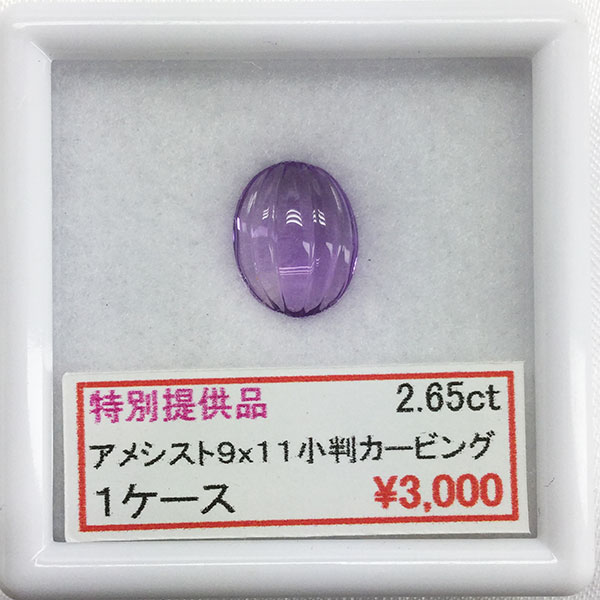 特別提供品 2.65ct
アメシスト9x11小判カービング
1ケース ¥3,000